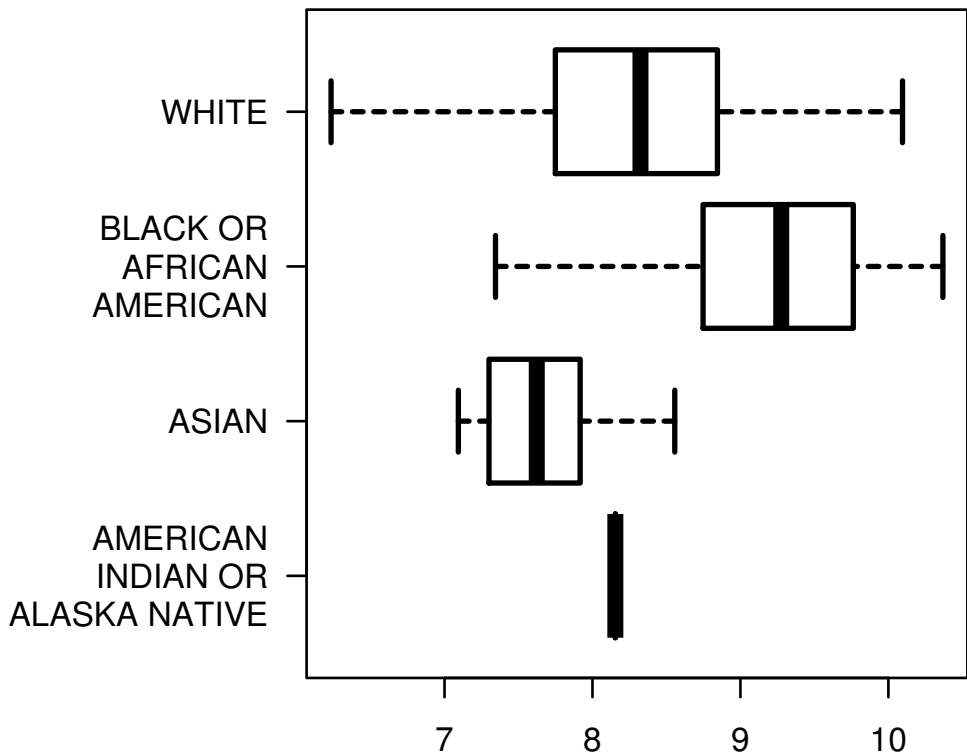 WHITE
BLACK OR
AFRICAN
AMERICAN
ASIAN
AMERICAN
INDIAN OR
ALASKA NATIVE
7 8 9 10